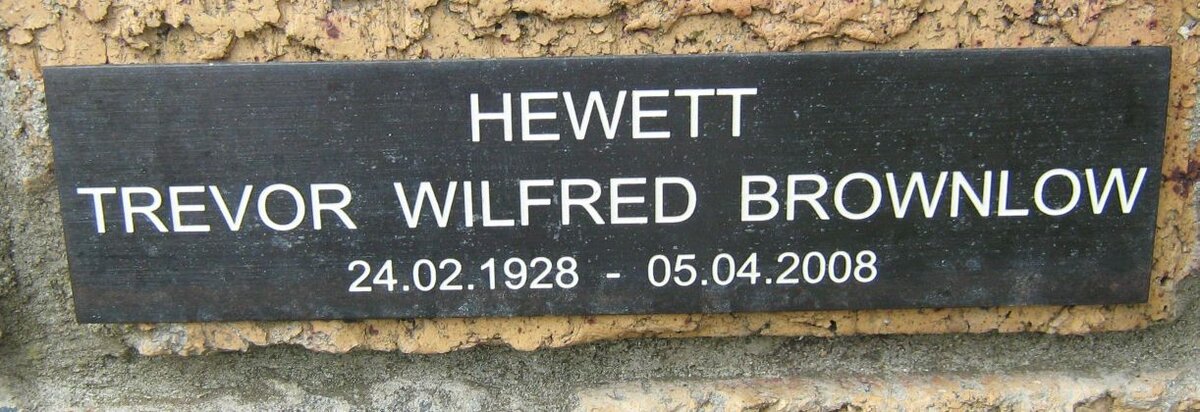 HEWETT
TREVOR WILFRED BROWNLOW
24.02.1928 - 05.04.2008